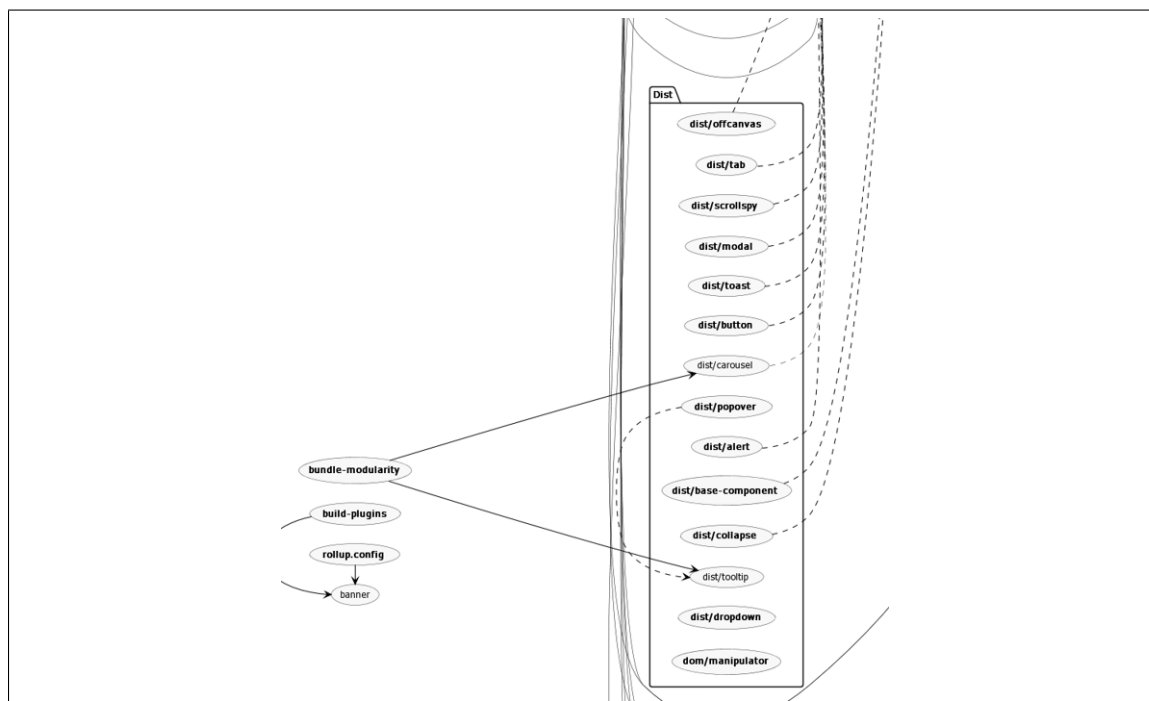 Dist
dist/offcanvas
dist/tab
dist/scrollspy
dist/modal
dist/toast
dist/button
dist/carousel
dist/popover
dist/alert
bundle-modularity
dist/base-component
build-plugins
dist/collapse
rollup.config
dist/tooltip
banner
dist/dropdown
dom/manipulator